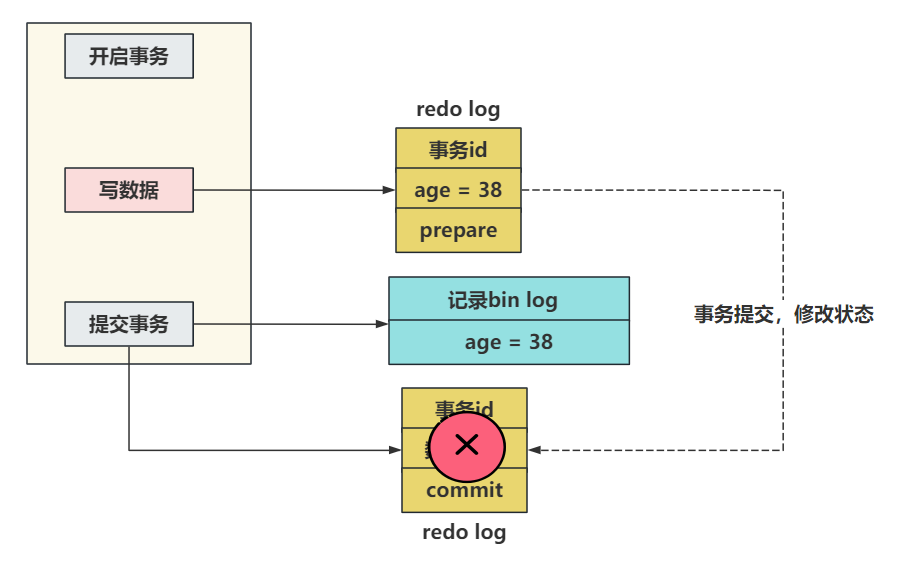 开启事务
写数据
提交事务
redo log
事务id
age = 38
prepare
记录bin log
age = 38
事务提交，修改状态
事务id
commit
redo log